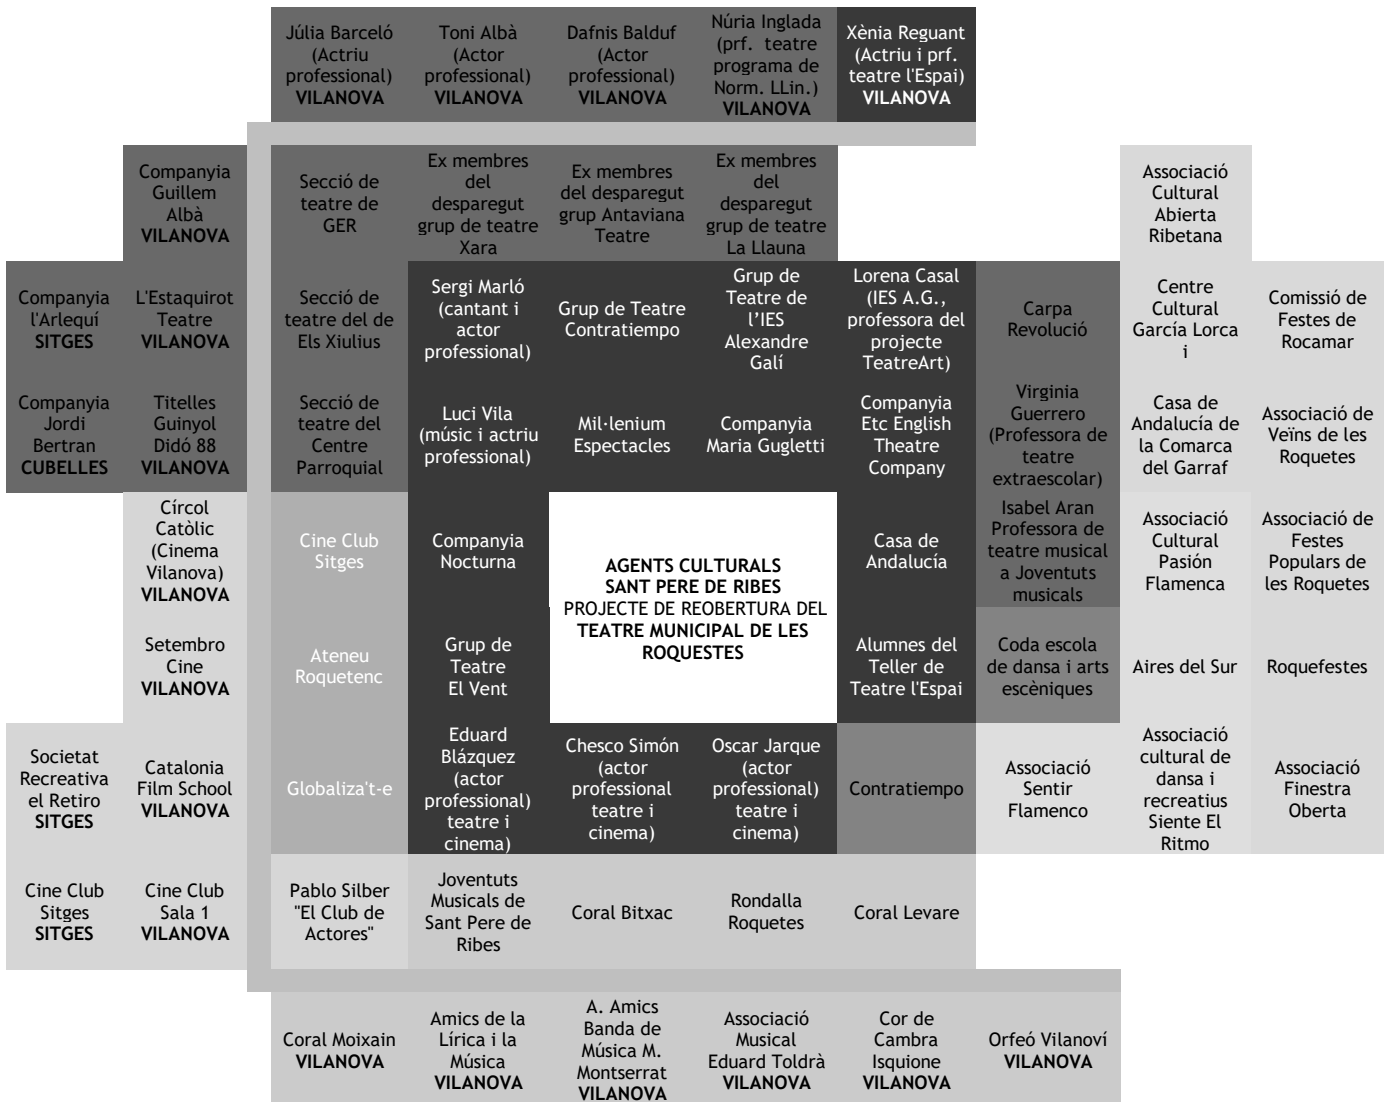 Júlia Barceló
(Actriu
professional)
VILANOVA
Toni Albà
(Actor
professional)
VILANOVA
Dafnis Balduf
(Actor
professional)
VILANOVA
Núria Inglada
(prf. teatre
programa de
Norm. LLin.)
VILANOVA
Xènia Reguant
(Actriu i prf.
teatre l'Espai)
VILANOVA
Companyia
Guillem
Albà
VILANOVA
Secció de
teatre de
GER
Ex membres
del
desparegut
grup de teatre
Xara
Ex membres
del desparegut
grup Antaviana
Teatre
Ex membres
del
desparegut
grup de teatre
La Llauna
Associació
Cultural
Abierta
Ribetana
Companyia
l'Arlequí
SITGES
L'Estaquirot
Teatre
VILANOVA
Secció de
teatre del de
Els Xiulius
Sergi Marló
(cantant i
actor
professional)
Grup de Teatre
Contratiempo
Grup de
Teatre de
l’IES
Alexandre
Galí
Lorena Casal
(IES A.G.,
professora del
projecte
TeatreArt)
Carpa
Revolució
Centre
Cultural
García Lorca
i
Comissió de
Festes de
Rocamar
Companyia
Jordi
Bertran
CUBELLES
Titelles
Guinyol
Didó 88
VILANOVA
Secció de
teatre del
Centre
Parroquial
Luci Vila
(músic i actriu
professional)
Mil·lenium
Espectacles
Companyia
Maria Gugletti
Companyia
Etc English
Theatre
Company
Virginia
Guerrero
(Professora de
teatre
extraescolar)
Casa de
Andalucía de
la Comarca
del Garraf
Associació de
Veïns de les
Roquetes
Círcol
Catòlic
(Cinema
Vilanova)
VILANOVA
Cine Club
Sitges
Companyia
Nocturna
AGENTS CULTURALS
SANT PERE DE RIBES
PROJECTE DE REOBERTURA DEL
TEATRE MUNICIPAL DE LES
ROQUESTES
Casa de
Andalucía
Isabel Aran
Professora de
teatre musical
a Joventuts
musicals
Associació
Cultural
Pasión
Flamenca
Associació de
Festes
Populars de
les Roquetes
Setembro
Cine
VILANOVA
Ateneu
Roquetenc
Grup de
Teatre
El Vent
Alumnes del
Teller de
Teatre l'Espai
Coda escola
de dansa i arts
escèniques
Aires del Sur
Roquefestes
Societat
Recreativa
el Retiro
SITGES
Catalonia
Film School
VILANOVA
Globaliza't-e
Eduard
Blázquez
(actor
professional)
teatre i
cinema)
Chesco Simón
(actor
professional
teatre i
cinema)
Oscar Jarque
(actor
professional)
teatre i
cinema)
Contratiempo
Associació
Sentir
Flamenco
Associació
cultural de
dansa i
recreatius
Siente El
Ritmo
Associació
Finestra
Oberta
Cine Club
Sitges
SITGES
Cine Club
Sala 1
VILANOVA
Pablo Silber
"El Club de
Actores"
Joventuts
Musicals de
Sant Pere de
Ribes
Coral Bitxac
Rondalla
Roquetes
Coral Levare
Coral Moixain
VILANOVA
Amics de la
Lírica i la
Música
VILANOVA
A. Amics
Banda de
Música M.
Montserrat
VILANOVA
Associació
Musical
Eduard Toldrà
VILANOVA
Cor de
Cambra
Isquione
VILANOVA
Orfeó Vilanoví
VILANOVA